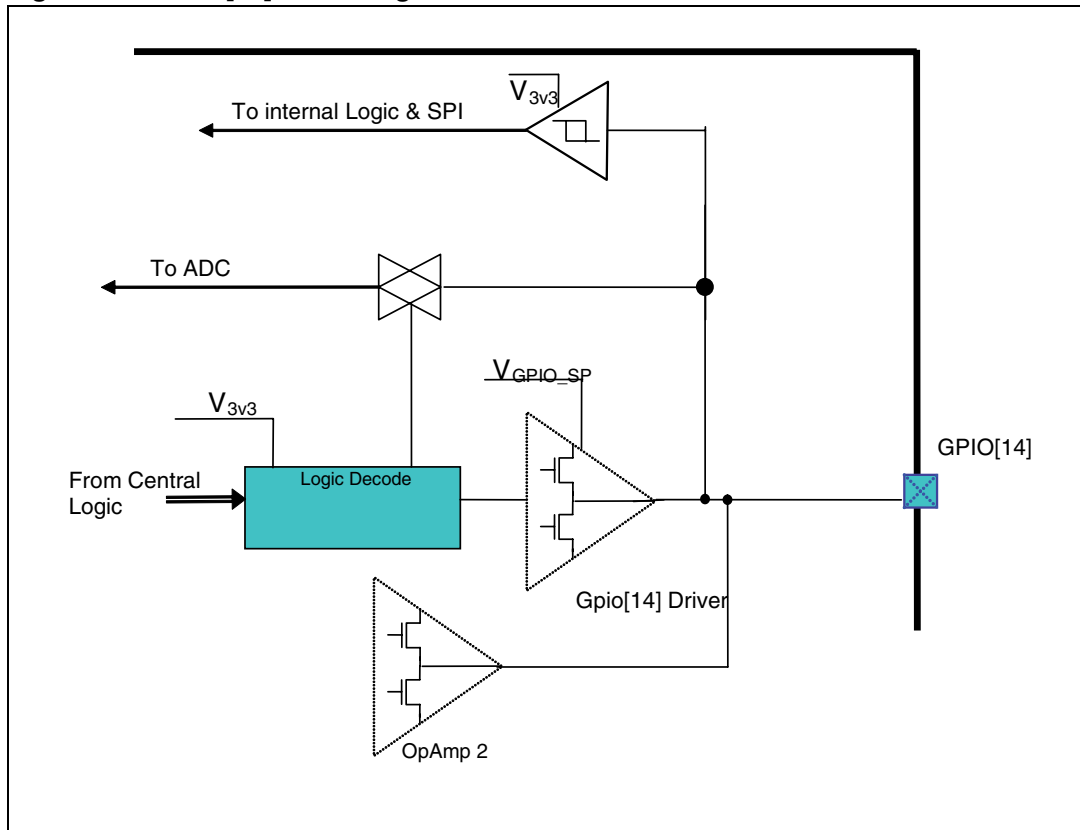 To internal Logic & SPI
V3v3
To ADC
VGPIO_SP
V3v3
GPIO[14]
From Central
Logic
Logic Decode
Gpio[14] Driver
OpAmp 2